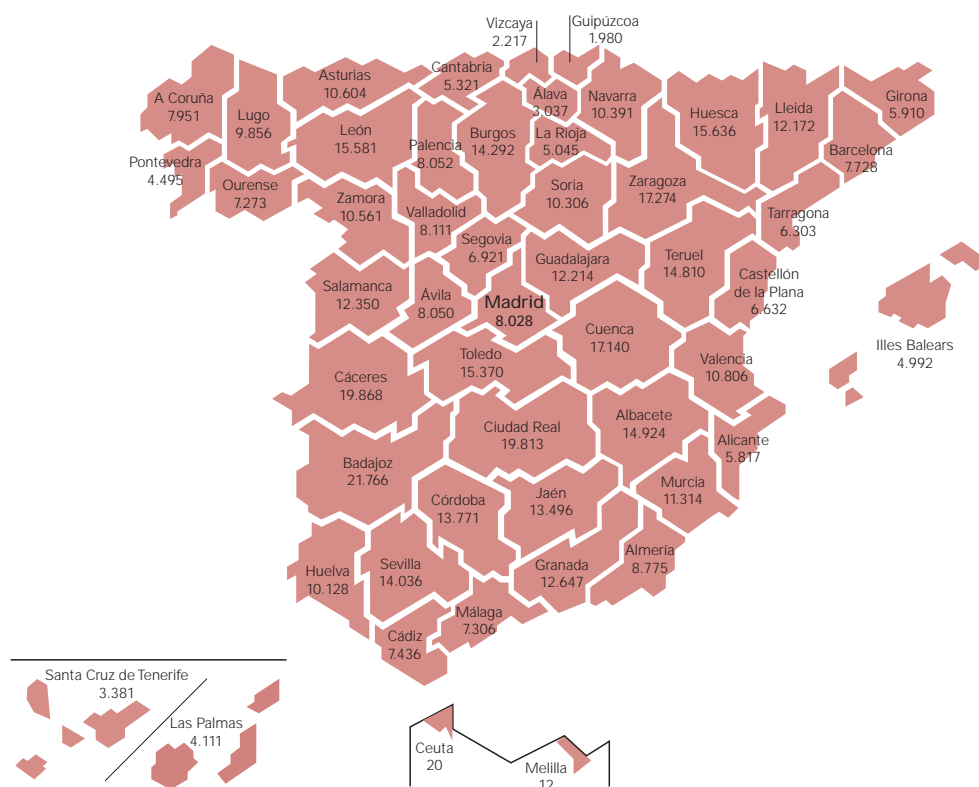 Vizcaya
2.217
Guipúzcoa
1.980
Cantabria
5.321
Asturias
10.604
A Coruña
7.951
Lugo
9.856
Álava
3.037
Navarra
10.391
Huesca
15.636
Lleida
12.172
Girona
5.910
León
15.581
Palencia
8.052
Burgos
14.292
La Rioja
5.045
Barcelona
7.728
Pontevedra
4.495
Ourense
7.273
Zamora
10.561
Valladolid
8.111
Soria
10.306
Zaragoza
17.274
Tarragona
6.303
Segovia
6.921
Guadalajara
12.214
Teruel
14.810
Castellón
de la Plana
6.632
Salamanca
12.350
Ávila
8.050
Madrid
8.028
Cuenca
17.140
Illes Balears
4.992
Toledo
15.370
Valencia
10.806
Cáceres
19.868
Ciudad Real
19.813
Albacete
14.924
Alicante
5.817
Badajoz
21.766
Córdoba
13.771
Jaén
13.496
Murcia
11.314
Huelva
10.128
Sevilla
14.036
Granada
12.647
Almería
8.775
Málaga
7.306
Cádiz
7.436
Santa Cruz de Tenerife
3.381
Las Palmas
4.111
Ceuta
20
Melilla
12